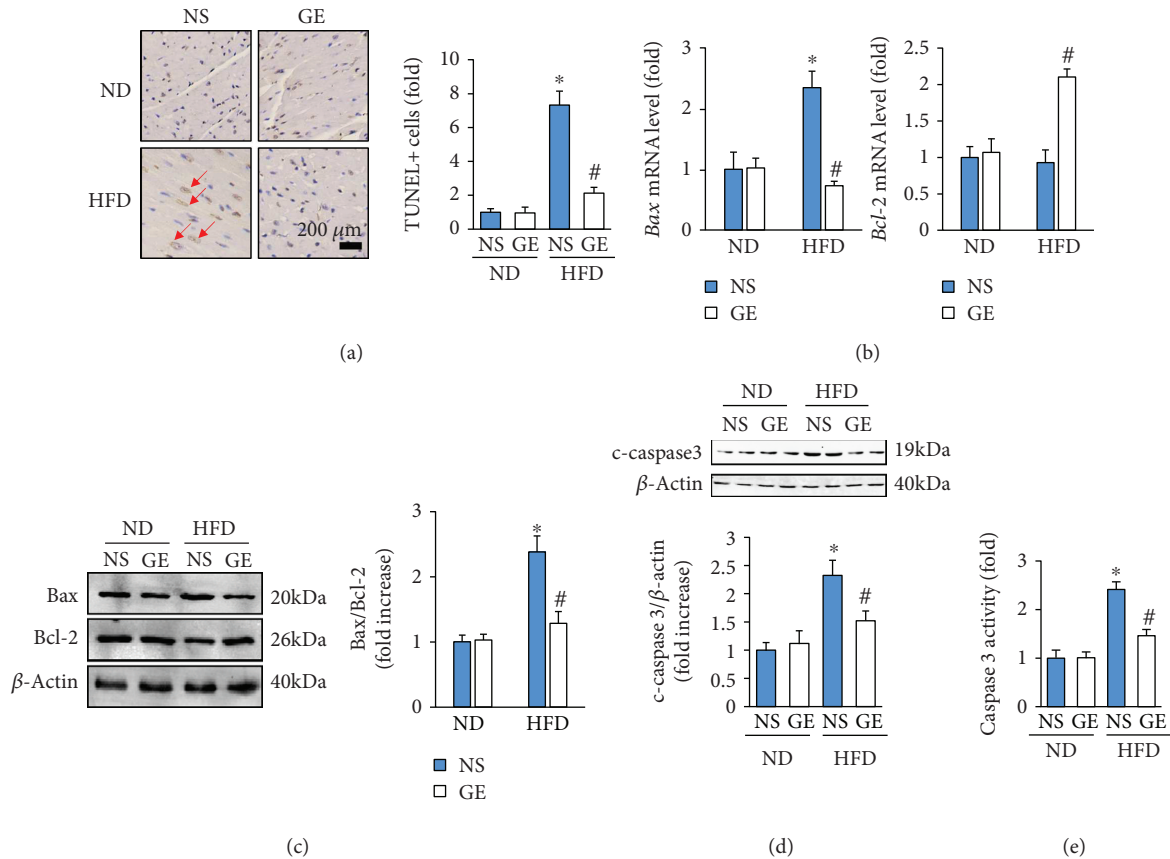 NS GE
ND
HFD
200 μm
TUNEL+ cells (fold)
10
8
6
4
2
0
*
#
NS GE NS GE
ND HFD
(a)
Bax mRNA level (fold)
3
2
1
0
*
#
ND HFD
NS
GE
Bcl-2 mRNA level (fold)
2.5
2
1.5
1
0.5
0
#
ND HFD
NS
GE
(b)
ND HFD
NS GE NS GE
Bax 20kDa
Bcl-2 26kDa
β-Actin 40kDa
Bax/Bcl-2
(fold increase)
3
2
1
0
*
#
ND HFD
NS
GE
(c)
ND HFD
NS GE NS GE
c-caspase3 19kDa
β-Actin 40kDa
c-caspase 3/β-actin
(fold increase)
3
2.5
2
1.5
1
0.5
0
*
#
NS GE NS GE
ND HFD
(d)
Caspase 3 activity (fold)
3
2
1
0
*
#
NS GE NS GE
ND HFD
(e)